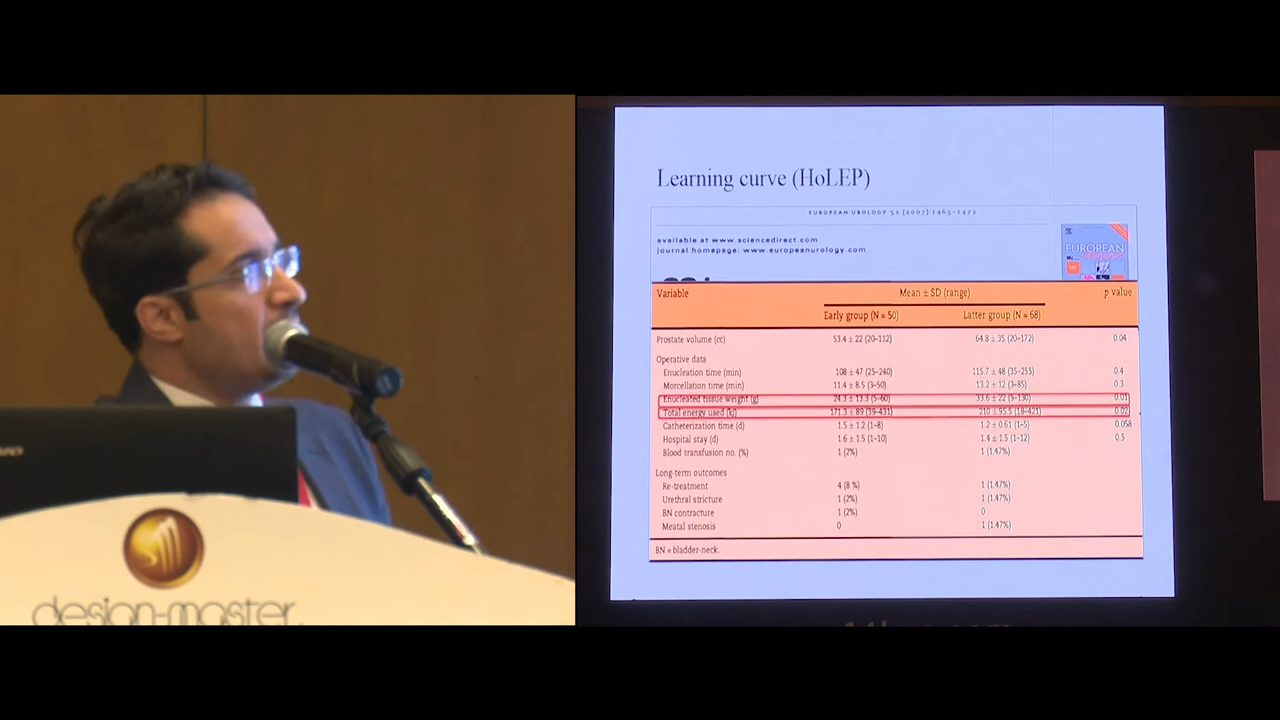 Learning curve (HoLEP)
EUROPEAN UROLOGY 52 (2007) 1465–1472
available at www.sciencedirect.com
journal homepage: www.europeanurology.com
EUROPEAN
Variable Mean ± SD (range) p value
Early group (N = 50) Latter group (N = 68)
Prostate volume (cc) 53.4 ± 22 (20–112) 64.8 ± 35 (20–172) 0.04
Operative data
Enucleation time (min) 108 ± 47 (25–240) 115.7 ± 48 (35–255) 0.4
Morcellation time (min) 11.4 ± 8.5 (3–50) 13.2 ± 12 (3–85) 0.3
Enucleated tissue weight (g) 24.3 ± 13.3 (5–60) 33.6 ± 22 (5–130) 0.01
Total energy used (kJ) 171.3 ± 89 (39–431) 210 ± 95.5 (18–421) 0.02
Catheterization time (d) 1.5 ± 1.2 (1–8) 1.2 ± 0.61 (1–5) 0.058
Hospital stay (d) 1.6 ± 1.5 (1–10) 1.4 ± 1.5 (1–12) 0.5
Blood transfusion no. (%) 1 (2%) 1 (1.47%)
Long-term outcomes
Re-treatment 4 (8 %) 1 (1.47%)
Urethral stricture 1 (2%) 1 (1.47%)
BN contracture 1 (2%) 0
Meatal stenosis 0 1 (1.47%)
BN = bladder-neck.
design-master